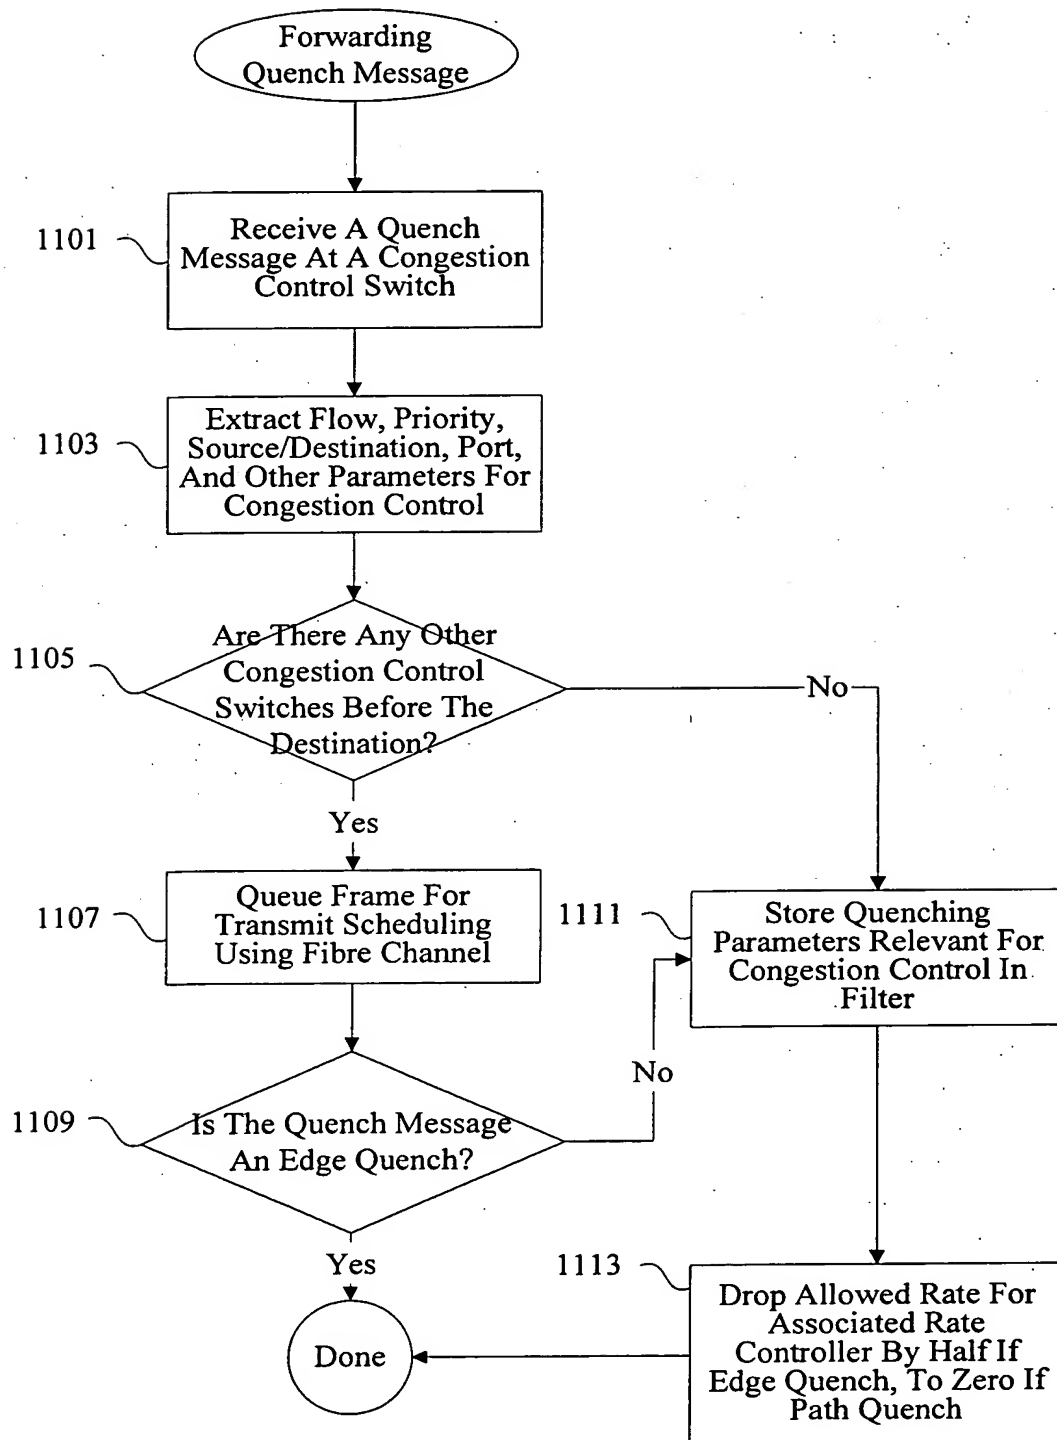 Forwarding
Quench Message
1101
Receive A Quench
Message At A Congestion
Control Switch
1103
Extract Flow, Priority,
Source/Destination, Port,
And Other Parameters For
Congestion Control
1105
Are There Any Other
Congestion Control
Switches Before The
Destination?
No
Yes
1107
Queue Frame For
Transmit Scheduling
Using Fibre Channel
1111
Store Quenching
Parameters Relevant For
Congestion Control In
Filter
No
1109
Is The Quench Message
An Edge Quench?
Yes
1113
Drop Allowed Rate For
Associated Rate
Controller By Half If
Edge Quench, To Zero If
Path Quench
Done